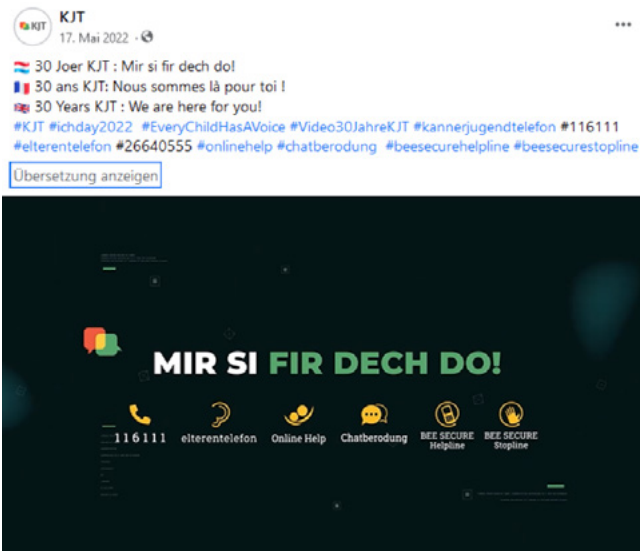 KJT
KJT
17. Mai 2022
🇱🇺 30 Joer KJT : Mir si fir dech do!
🇫🇷 30 ans KJT: Nous sommes là pour toi !
🇬🇧 30 Years KJT : We are here for you!
#KJT #ichday2022 #EveryChildHasAVoice #Video30JahreKJT #kannerjugendtelefon #116111
#elterentelefon #26640555 #onlinehelp #chatberodung #beesecurehelpline #beesecurestopline
Übersetzung anzeigen
MIR SI FIR DECH DO!
116111
elterentelefon
Online Help
Chatberodung
BEE SECURE
Helpline
BEE SECURE
Stopline